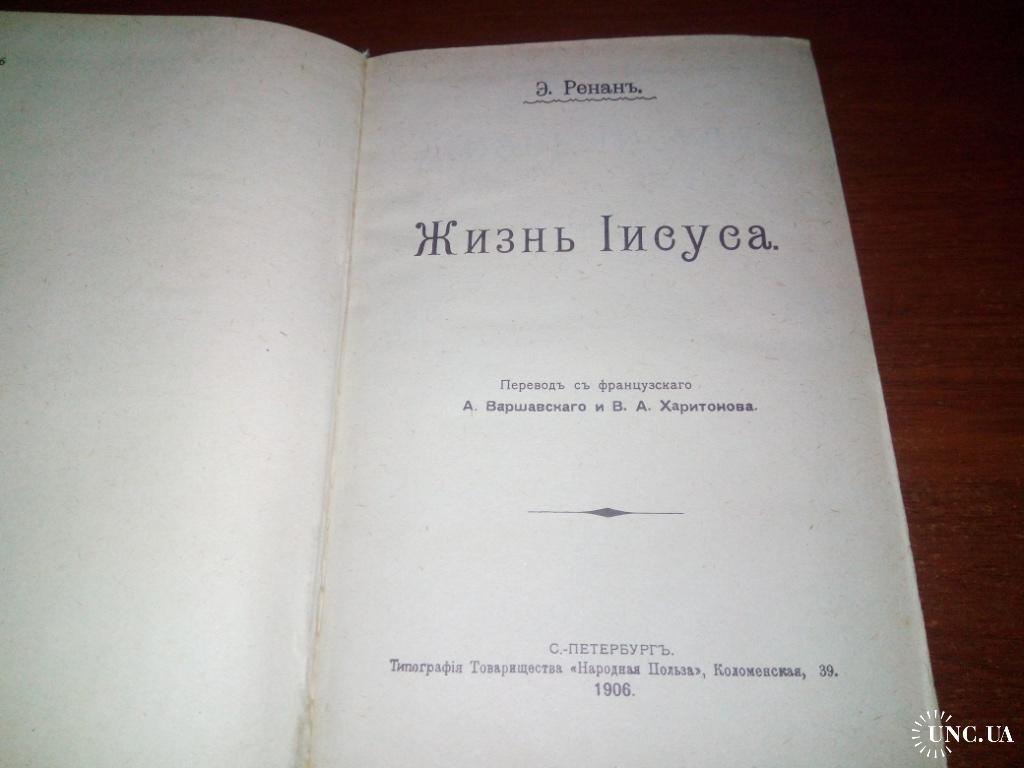 Э. Ренанъ.
Жизнь Іисуса.
Переводъ съ французскаго
А. Варшавскаго и В. А. Харитонова.
С.-ПЕТЕРБУРГЪ.
Типографія Товарищества «Народная Польза», Коломенская, 39.
1906.
UNC.UA